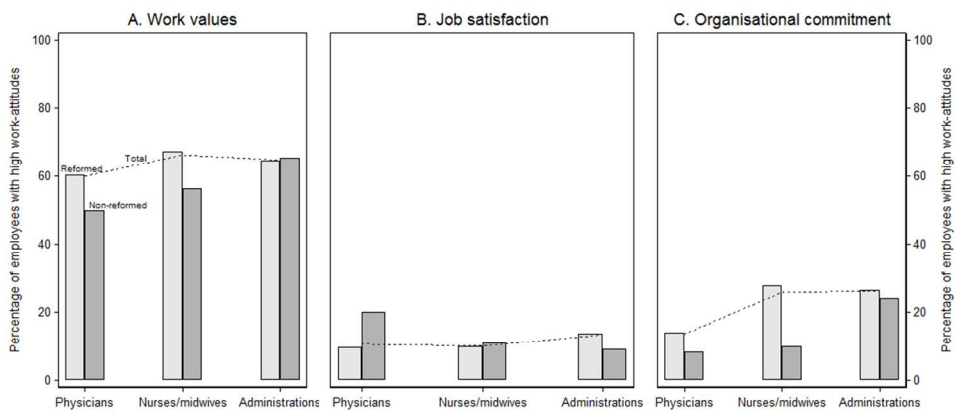 A. Work values
B. Job satisfaction
C. Organisational commitment
Percentage of employees with high work-attitudes
100
80
60
40
20
0
Reformed
Total
Non-reformed
Physicians
Nurses/midwives
Administrations
Physicians
Nurses/midwives
Administrations
Physicians
Nurses/midwives
Administrations
100
80
60
40
20
0
Percentage of employees with high work-attitudes